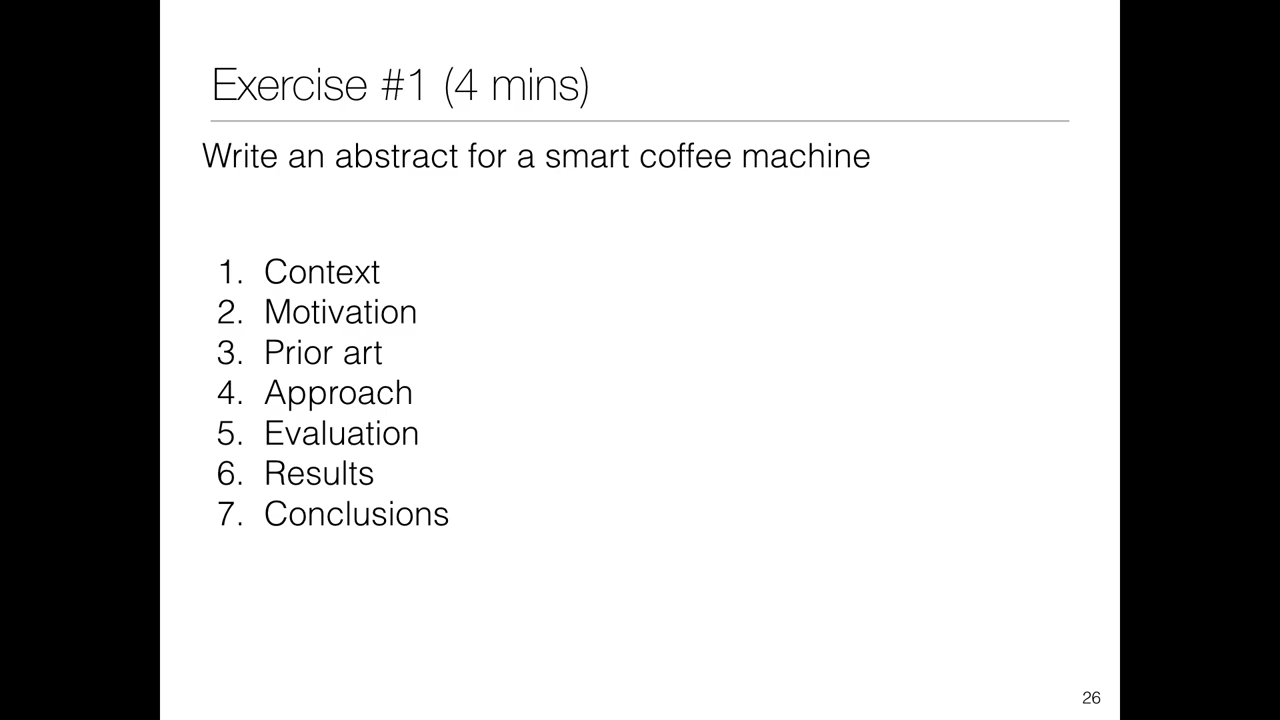 Exercise #1 (4 mins)
Write an abstract for a smart coffee machine
1. Context
2. Motivation
3. Prior art
4. Approach
5. Evaluation
6. Results
7. Conclusions
26